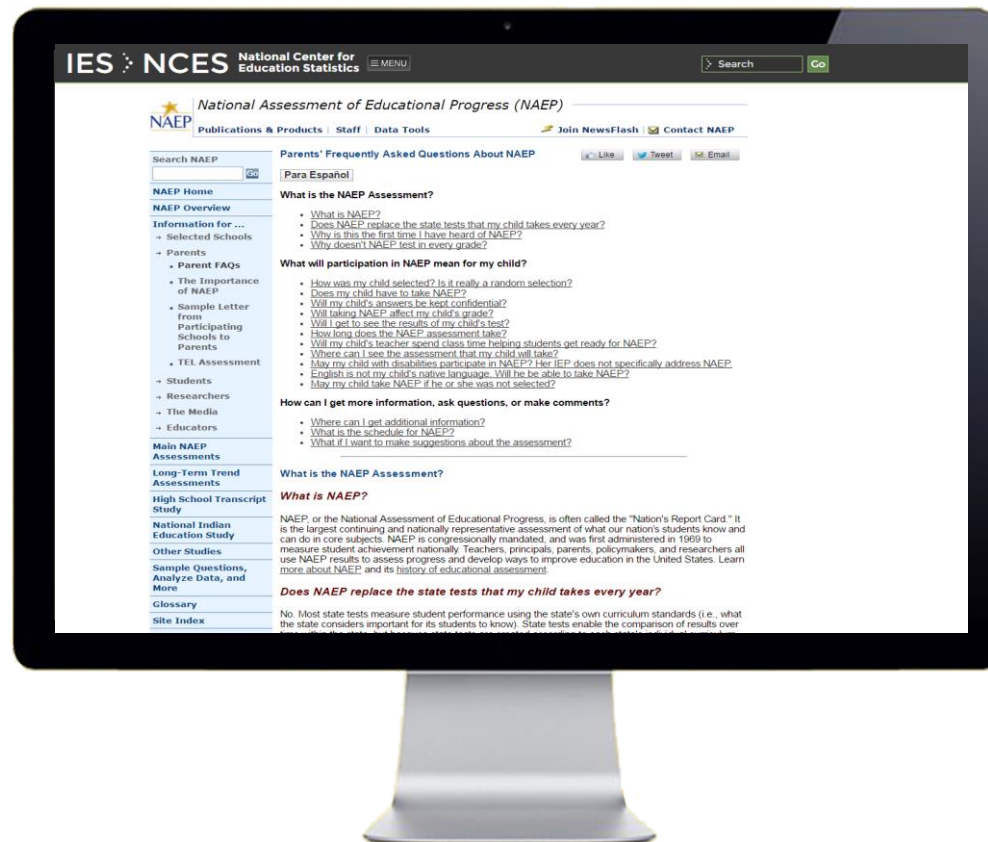 IES > NCES National Center for Education Statistics ≡ MENU > Search Go
National Assessment of Educational Progress (NAEP)
NAEP
Publications & Products | Staff | Data Tools
Join NewsFlash | Contact NAEP
Search NAEP
Go
NAEP Home
NAEP Overview
Information for ...
→ Selected Schools
→ Parents
• Parent FAQs
• The Importance
of NAEP
• Sample Letter
from
Participating
Schools to
Parents
• TEL Assessment
→ Students
→ Researchers
→ The Media
→ Educators
Main NAEP
Assessments
Long-Term Trend
Assessments
High School Transcript
Study
National Indian
Education Study
Other Studies
Sample Questions,
Analyze Data, and
More
Glossary
Site Index
Parents' Frequently Asked Questions About NAEP
Like Tweet Email
Para Español
What is the NAEP Assessment?
• What is NAEP?
• Does NAEP replace the state tests that my child takes every year?
• Why is this the first time I have heard of NAEP?
• Why doesn't NAEP test in every grade?
What will participation in NAEP mean for my child?
• How was my child selected? Is it really a random selection?
• Does my child have to take NAEP?
• Will my child's answers be kept confidential?
• Will taking NAEP affect my child's grade?
• Will I get to see the results of my child's test?
• How long does the NAEP assessment take?
• Will my child's teacher spend class time helping students get ready for NAEP?
• Where can I see the assessment that my child will take?
• May my child with disabilities participate in NAEP? Her IEP does not specifically address NAEP.
• English is not my child's native language. Will he be able to take NAEP?
• May my child take NAEP if he or she was not selected?
How can I get more information, ask questions, or make comments?
• Where can I get additional information?
• What is the schedule for NAEP?
• What if I want to make suggestions about the assessment?
What is the NAEP Assessment?
What is NAEP?
NAEP, or the National Assessment of Educational Progress, is often called the "Nation's Report Card." It
is the largest continuing and nationally representative assessment of what our nation's students know and
can do in core subjects. NAEP is congressionally mandated, and was first administered in 1969 to
measure student achievement nationally. Teachers, principals, parents, policymakers, and researchers all
use NAEP results to assess progress and develop ways to improve education in the United States. Learn
more about NAEP and its history of educational assessment.
Does NAEP replace the state tests that my child takes every year?
No. Most state tests measure student performance using the state's own curriculum standards (i.e., what
the state considers important for its students to know). State tests enable the comparison of results over